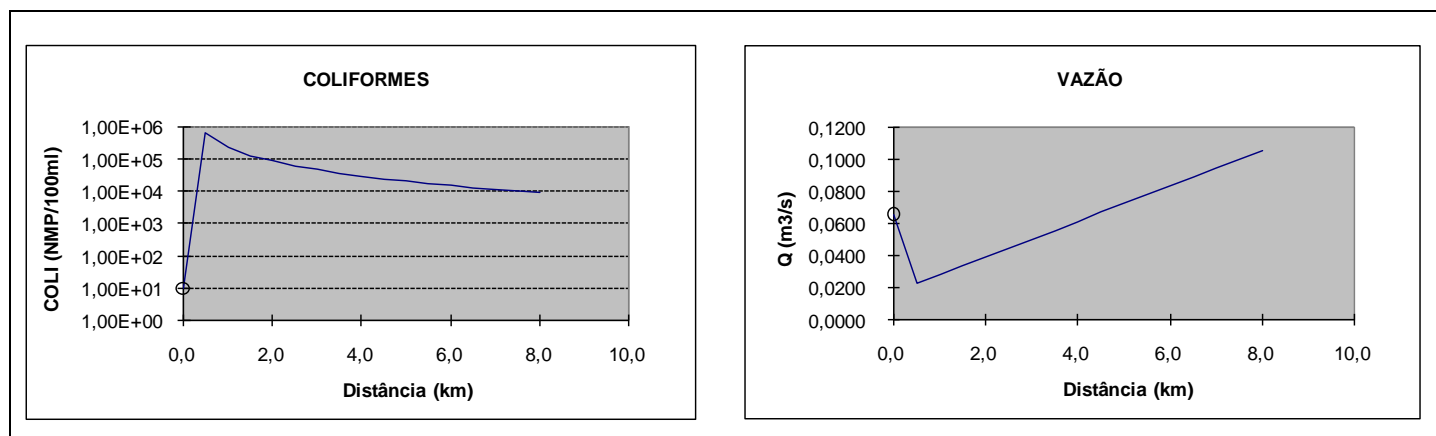 COLIFORMES
COLI (NMP/100ml)
1,00E+06
1,00E+05
1,00E+04
1,00E+03
1,00E+02
1,00E+01
1,00E+00
0,0 2,0 4,0 6,0 8,0 10,0
Distância (km)
VAZÃO
Q (m3/s)
0,1200
0,1000
0,0800
0,0600
0,0400
0,0200
0,0000
0,0 2,0 4,0 6,0 8,0 10,0
Distância (km)